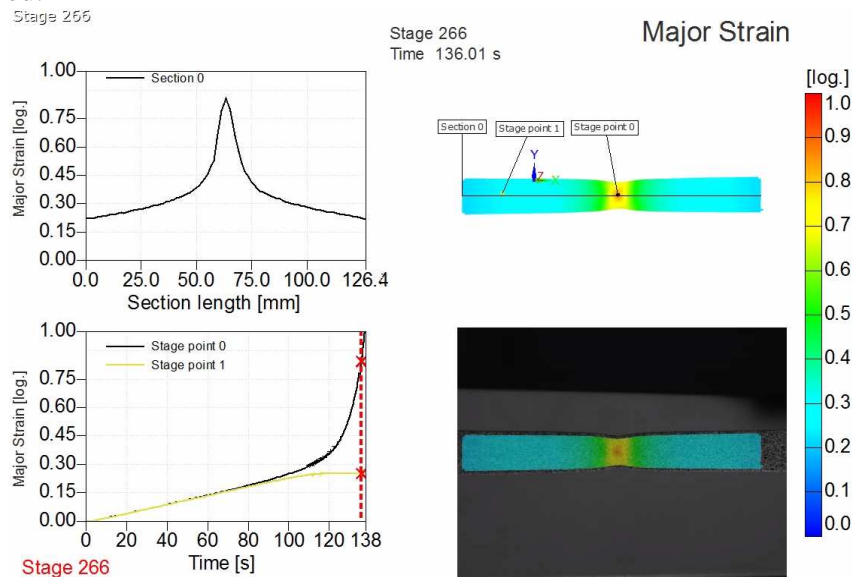 Stage 266
Stage 266
Time 136.01 s
Major Strain
[log.]
Major Strain [log.]
1.00
0.75
0.60
0.45
0.30
0.15
0.00
Section 0
0.0
25.0
50.0
75.0
100.0
126.4
Section length [mm]
Section 0
Stage point 1
Stage point 0
Y
Z
X
1.0
0.9
0.8
0.7
0.6
0.5
0.4
0.3
0.2
0.1
0.0
Major Strain [log.]
1.00
0.75
0.60
0.45
0.30
0.15
0.00
Stage point 0
Stage point 1
0
20
40
60
80
100
120
138
Time [s]
Stage 266